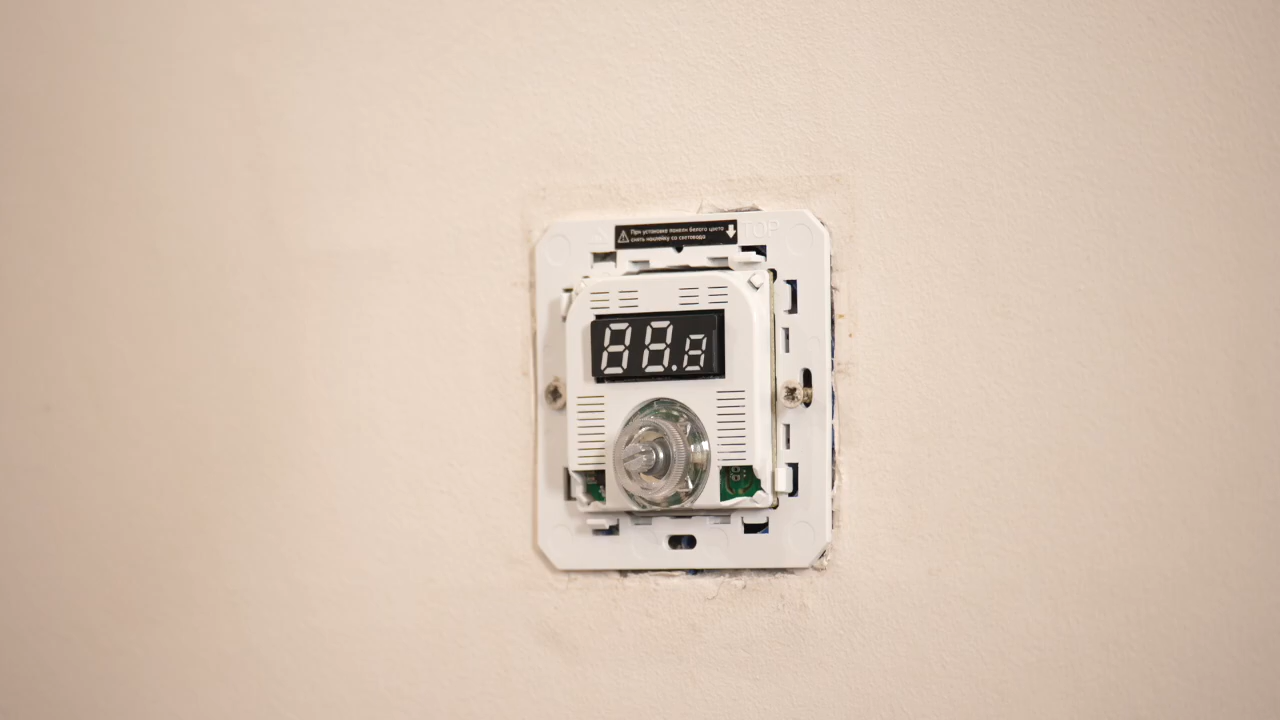 При установке панели белого цвета
снять наклейку со световода
TOP
88.8